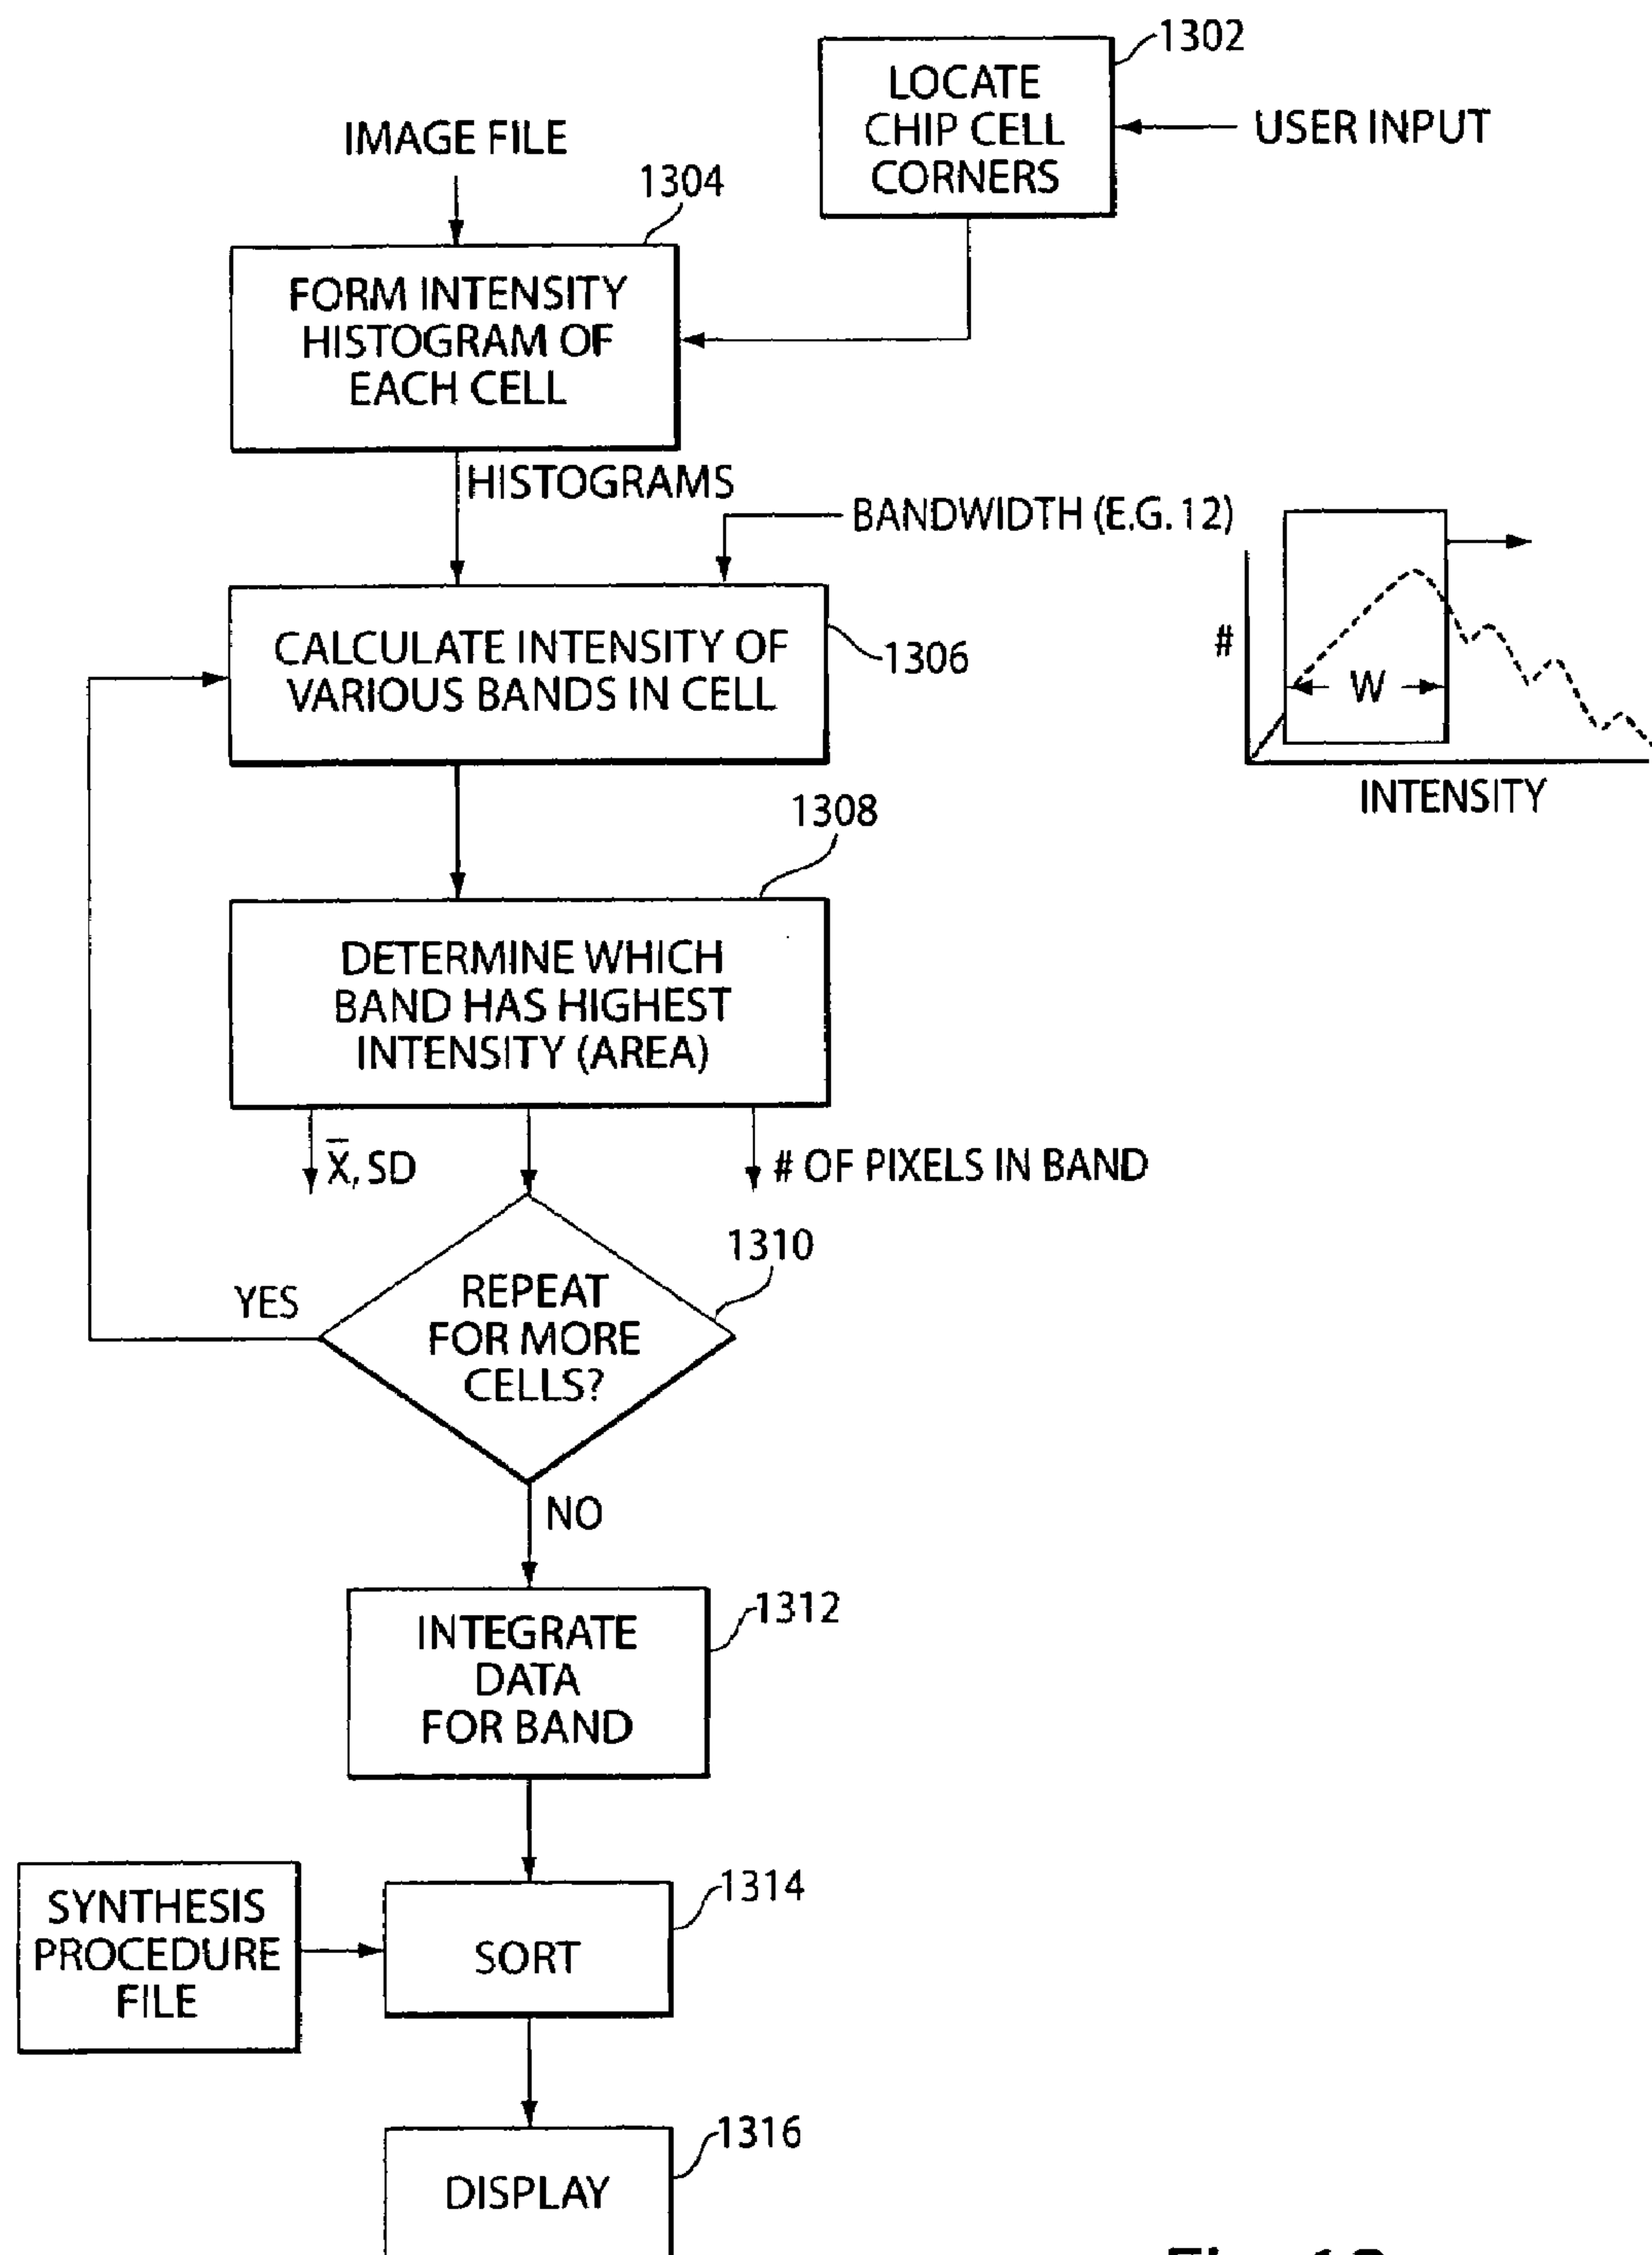 1302
LOCATE
CHIP CELL
CORNERS
USER INPUT
IMAGE FILE
1304
FORM INTENSITY
HISTOGRAM OF
EACH CELL
HISTOGRAMS
BANDWIDTH (E.G. 12)
CALCULATE INTENSITY OF
VARIOUS BANDS IN CELL
1306
#
W
INTENSITY
1308
DETERMINE WHICH
BAND HAS HIGHEST
INTENSITY (AREA)
X̄, SD
# OF PIXELS IN BAND
1310
YES
REPEAT
FOR MORE
CELLS?
NO
1312
INTEGRATE
DATA
FOR BAND
1314
SYNTHESIS
PROCEDURE
FILE
SORT
1316
DISPLAY